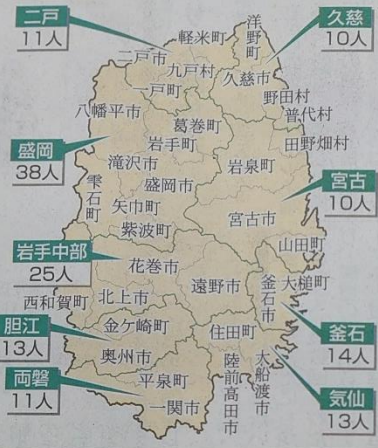 二戸
11人
軽米町
洋野町
久慈
10人
二戸市
九戸村
久慈市
一戸町
野田村
八幡平市
普代村
葛巻町
田野畑村
岩手町
盛岡
38人
滝沢市
岩泉町
盛岡市
宮古
10人
雫石町
矢巾町
宮古市
紫波町
山田町
岩手中部
25人
花巻市
大槌町
遠野市
釜石市
西和賀町
北上市
胆江
13人
金ケ崎町
住田町
釜石
14人
奥州市
大船渡市
陸前高田市
両磐
11人
平泉町
気仙
13人
一関市